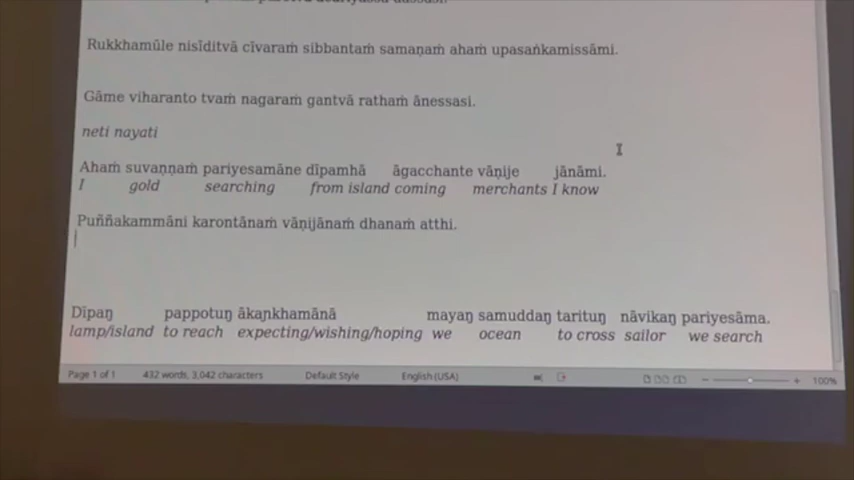 Rukkhamūle nisīditvā cīvaraṁ sibbantaṁ samaṇaṁ ahaṁ upasaṅkamissāmi.
Gāme viharanto tvaṁ nagaraṁ gantvā rathaṁ ānessasi.
neti nayati
Ahaṁ suvaṇṇaṁ pariyesamāne dīpamhā āgacchante vāṇije jānāmi.
I gold searching from island coming merchants I know
Puññakammāni karontānaṁ vāṇijānaṁ dhanaṁ atthi.
Dīpaŋ pappotuŋ ākaṇkhamānā mayaŋ samuddaŋ tarituŋ nāvikaŋ pariyesāma.
lamp/island to reach expecting/wishing/hoping we ocean to cross sailor we search
Page 1 of 1 432 words, 3,042 characters Default Style English (USA) 100%